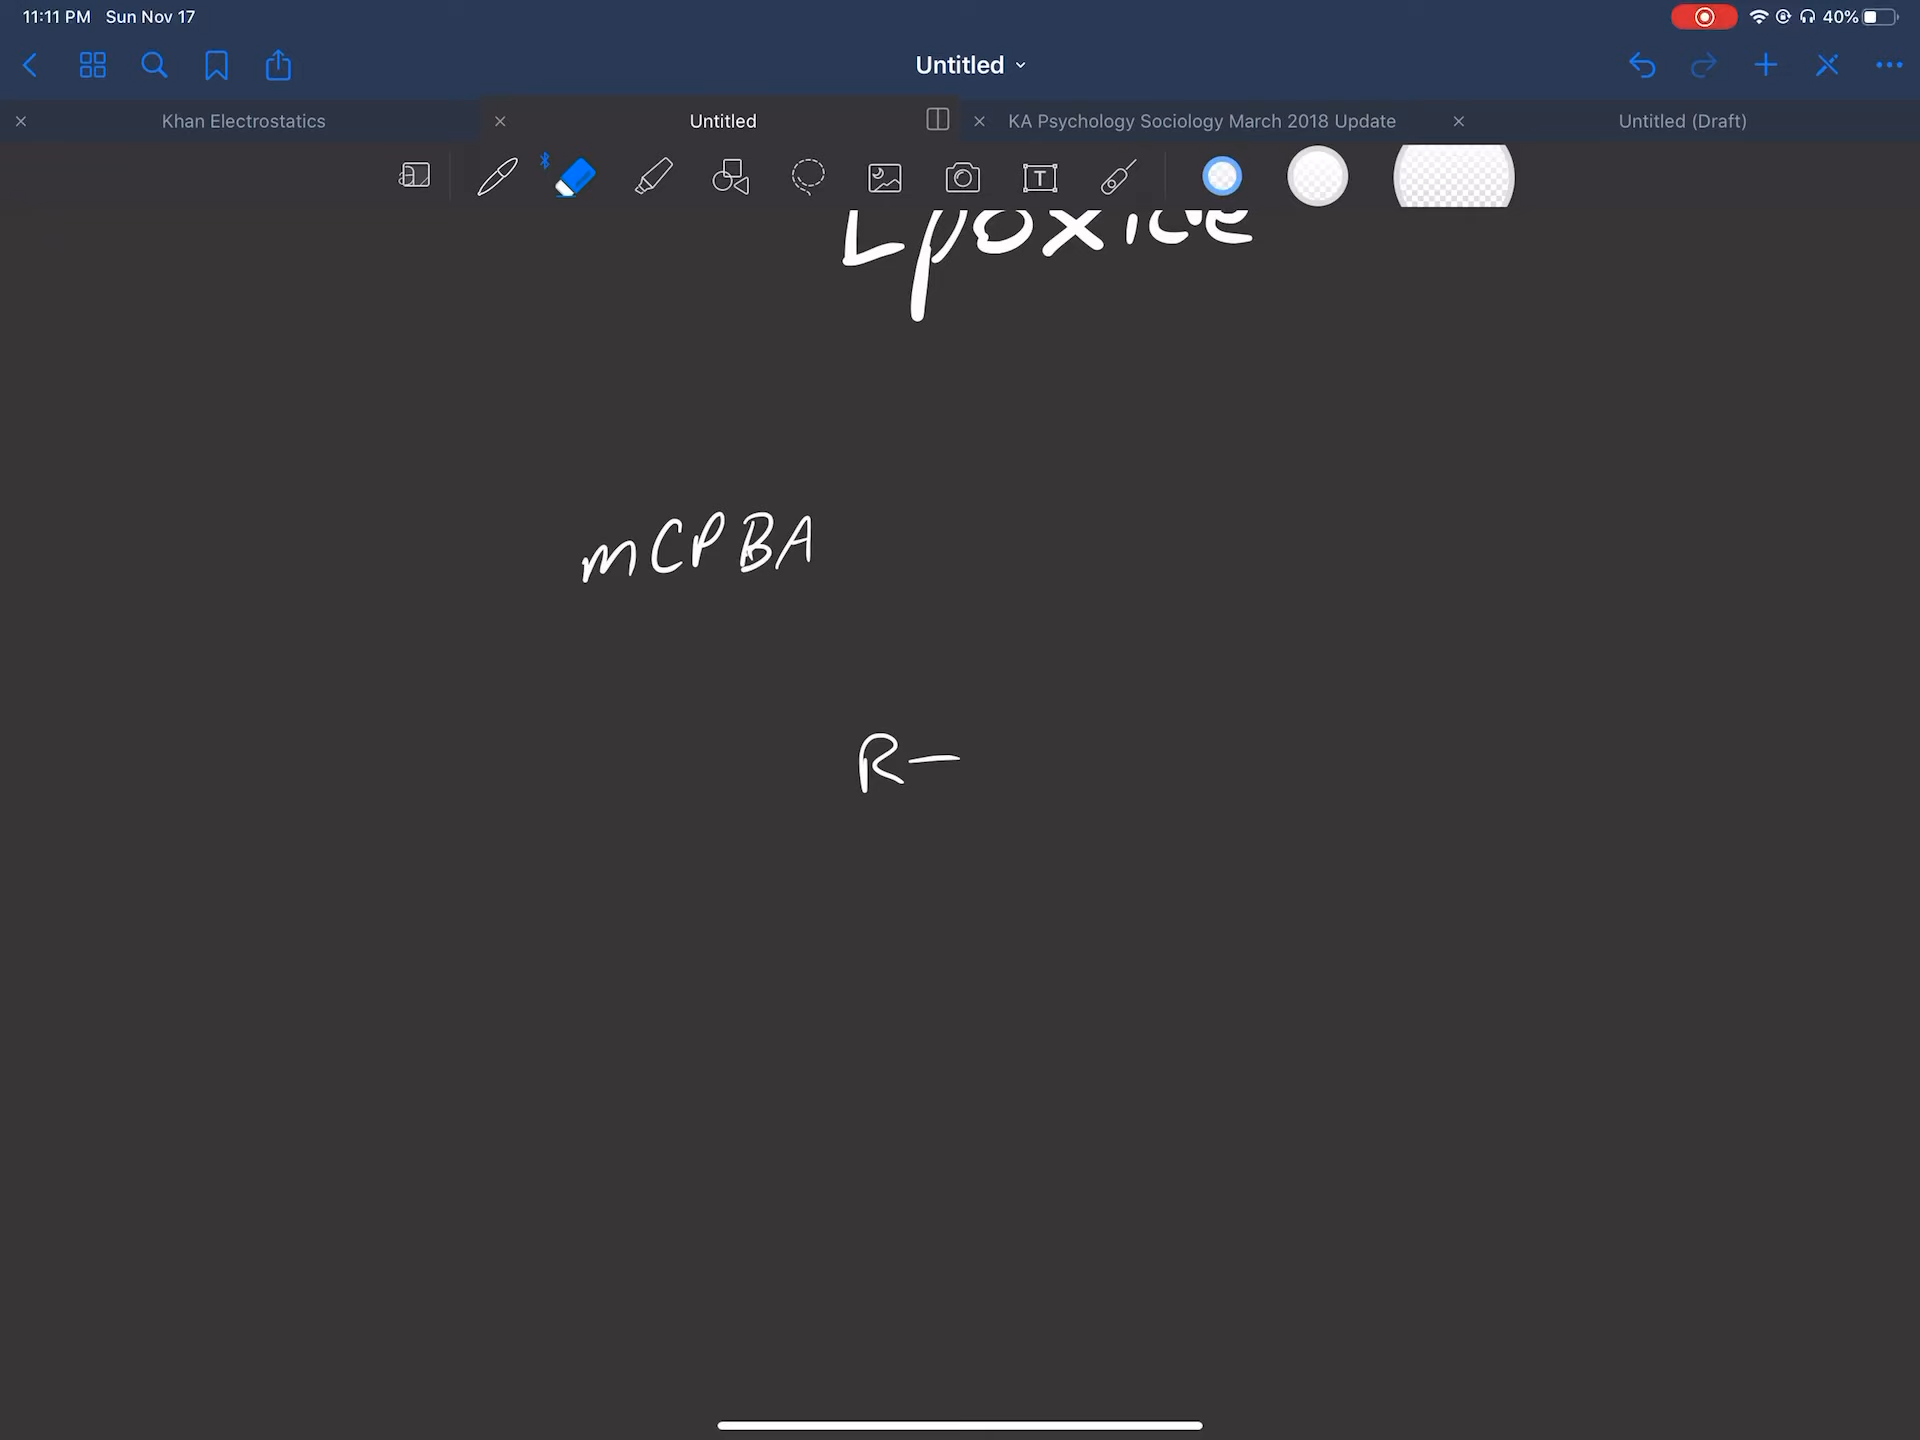 11:11 PM Sun Nov 17 40%
Untitled
Khan Electrostatics Untitled KA Psychology Sociology March 2018 Update Untitled (Draft)
T
Epoxide
mCPBA
R—